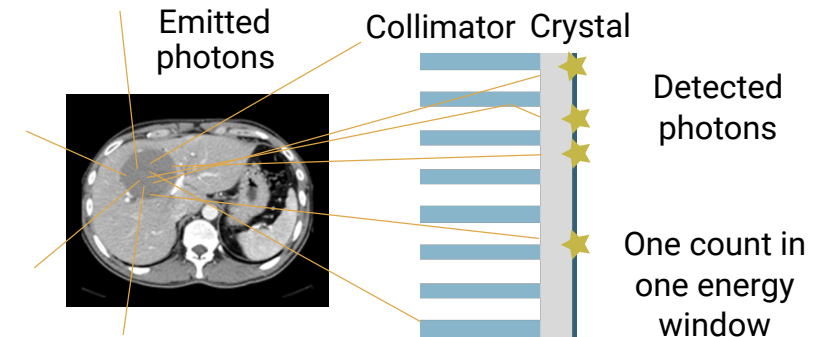 Emitted
photons
Collimator
Crystal
Detected
photons
One count in
one energy
window